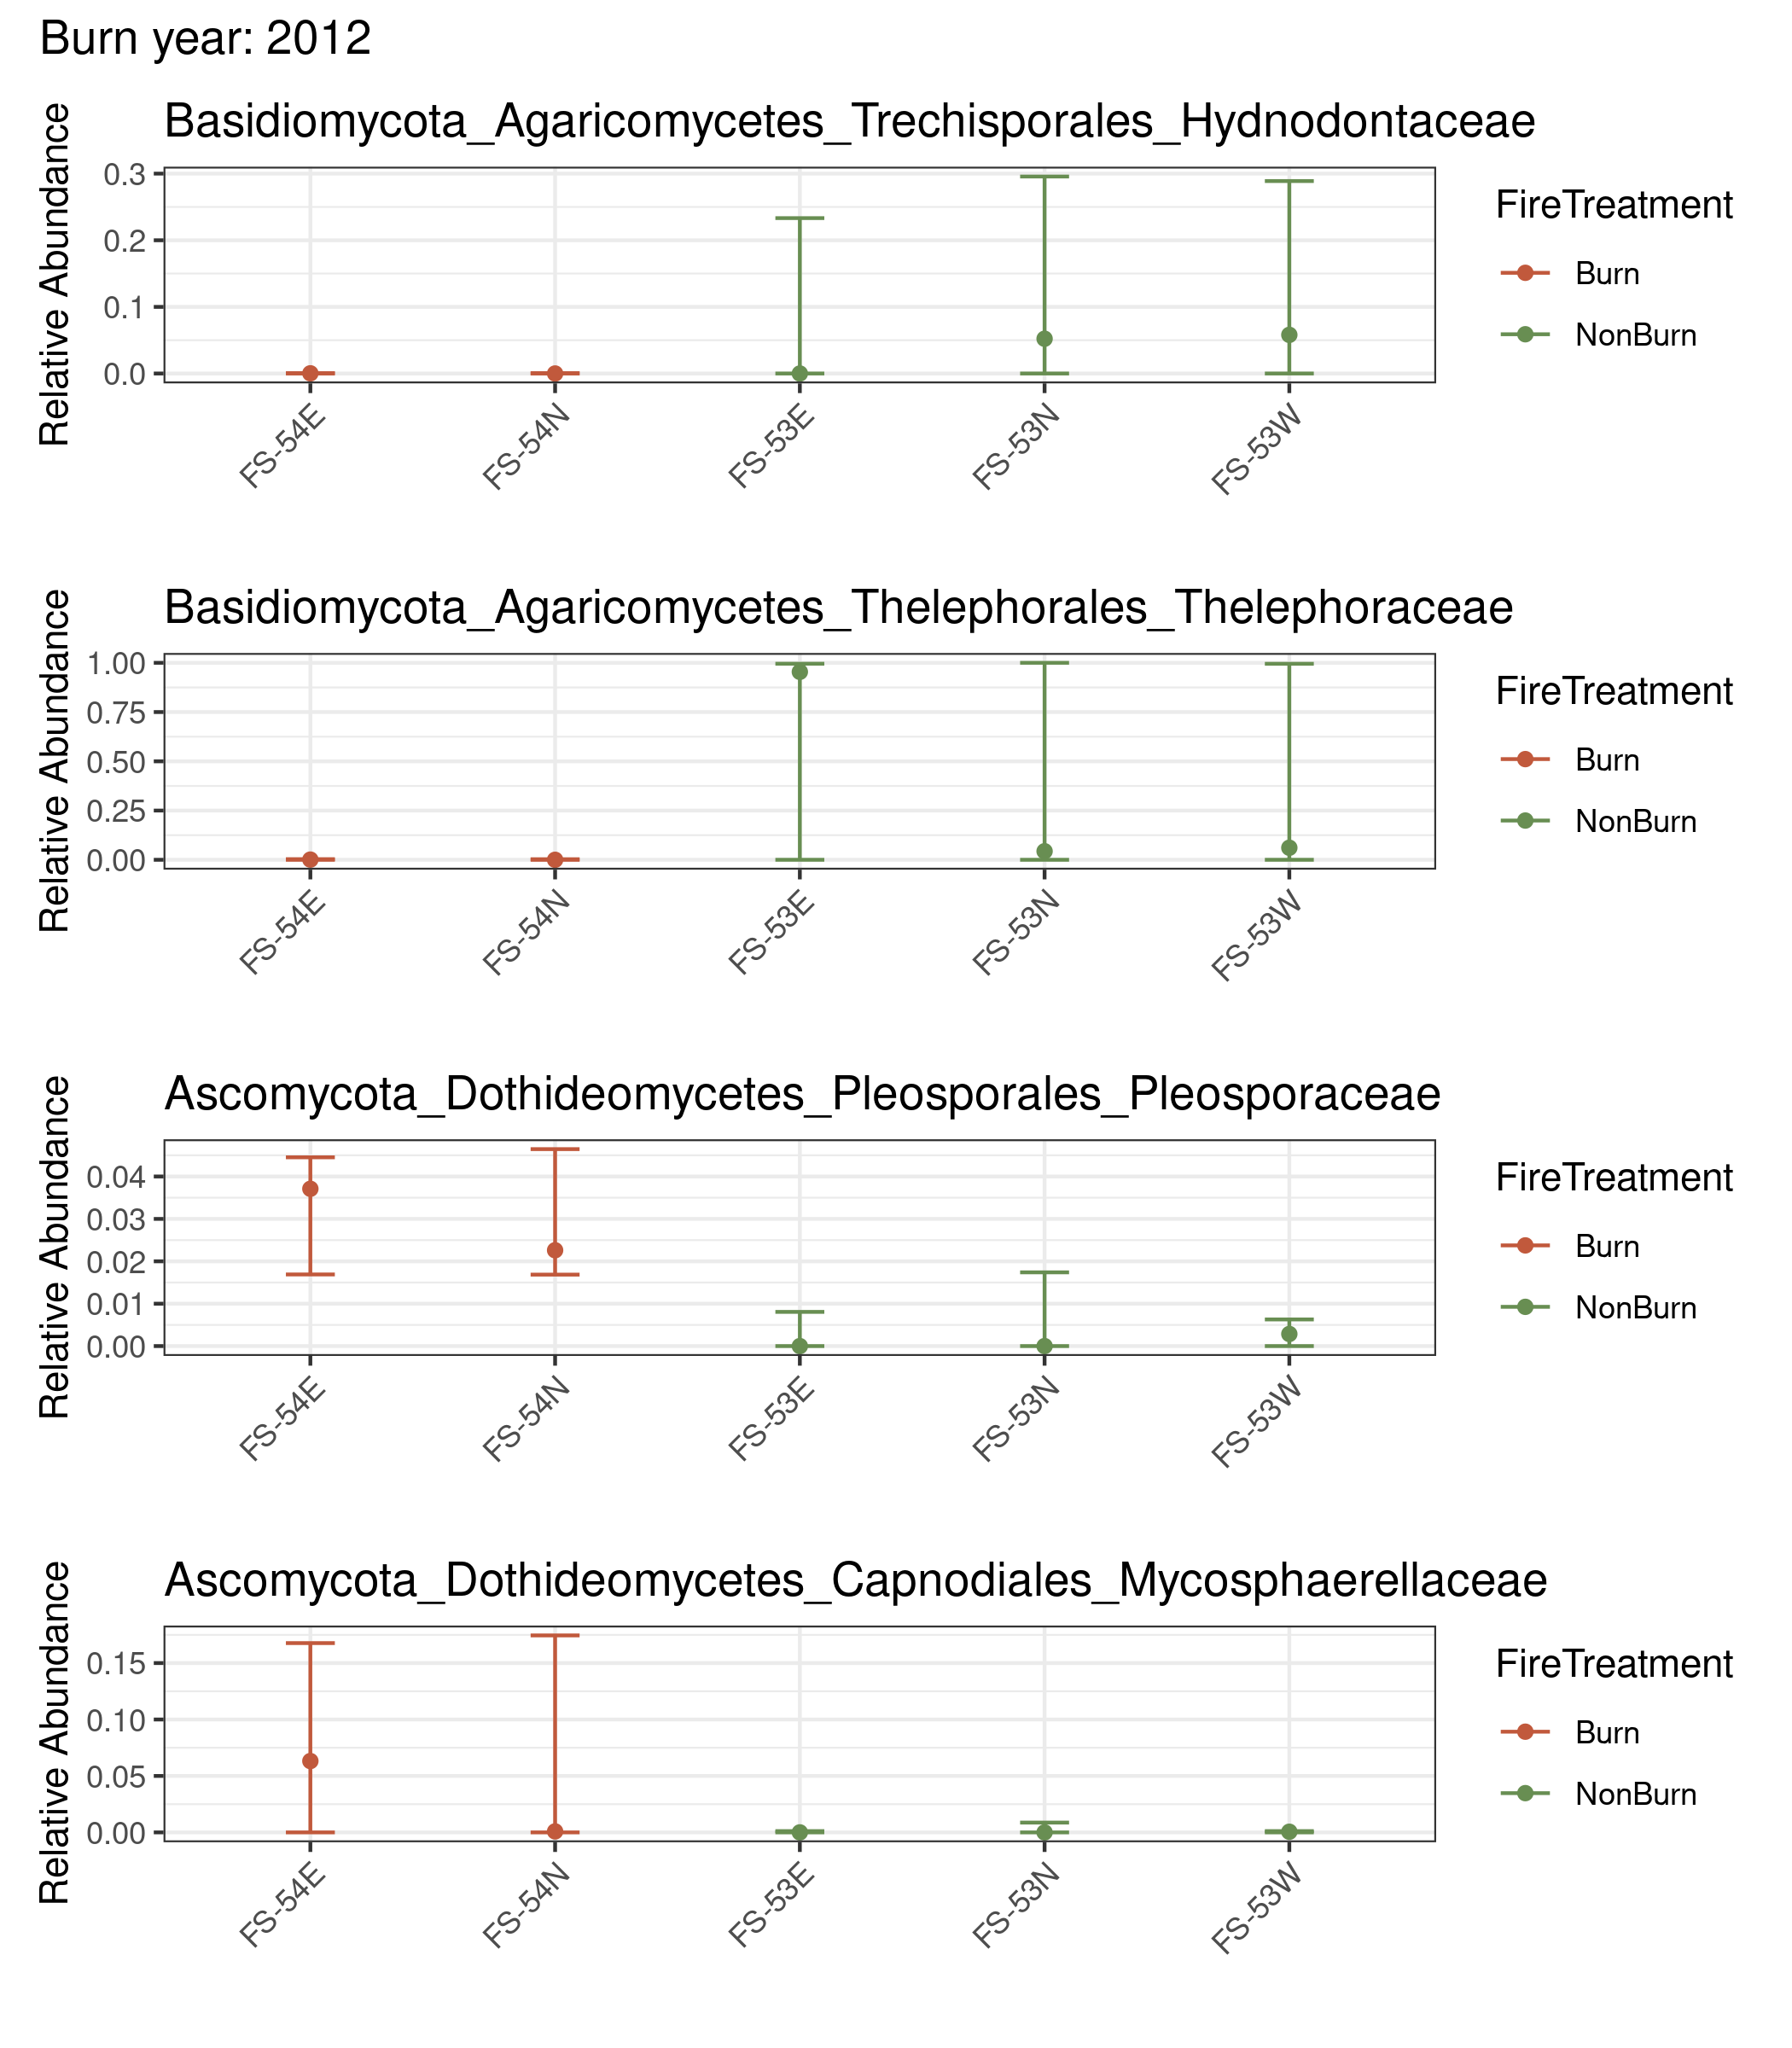 Burn year: 2012
Basidiomycota_Agaricomycetes_Trechisporales_Hydnodontaceae
Relative Abundance
0.3
0.2
0.1
0.0
FS-54E
FS-54N
FS-53E
FS-53N
FS-53W
FireTreatment
Burn
NonBurn
Basidiomycota_Agaricomycetes_Thelephorales_Thelephoraceae
Relative Abundance
1.00
0.75
0.50
0.25
0.00
FS-54E
FS-54N
FS-53E
FS-53N
FS-53W
FireTreatment
Burn
NonBurn
Ascomycota_Dothideomycetes_Pleosporales_Pleosporaceae
Relative Abundance
0.04
0.03
0.02
0.01
0.00
FS-54E
FS-54N
FS-53E
FS-53N
FS-53W
FireTreatment
Burn
NonBurn
Ascomycota_Dothideomycetes_Capnodiales_Mycosphaerellaceae
Relative Abundance
0.15
0.10
0.05
0.00
FS-54E
FS-54N
FS-53E
FS-53N
FS-53W
FireTreatment
Burn
NonBurn